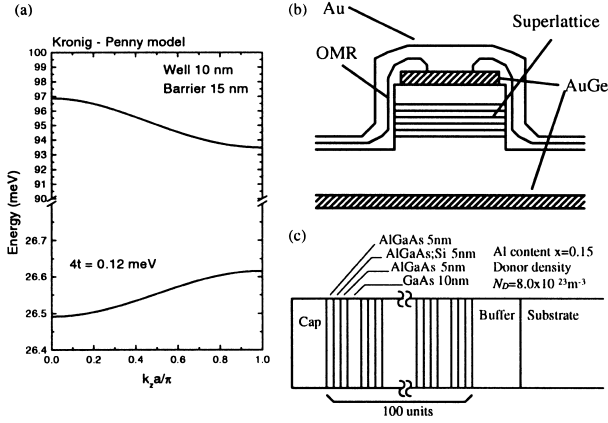 (a)
Kronig - Penny model
Well 10 nm
Barrier 15 nm
100
99
98
97
96
95
94
93
92
91
90
Energy (meV)
26.7
26.6
26.5
26.4
4t = 0.12 meV
0.0 0.2 0.4 0.6 0.8 1.0
k_z a/π
(b)
Au
Superlattice
OMR
AuGe
(c)
AlGaAs 5nm
AlGaAs;Si 5nm
AlGaAs 5nm
GaAs 10nm
Al content x=0.15
Donor density
N_D=8.0x10 ²³m⁻³
Cap
Buffer
Substrate
100 units